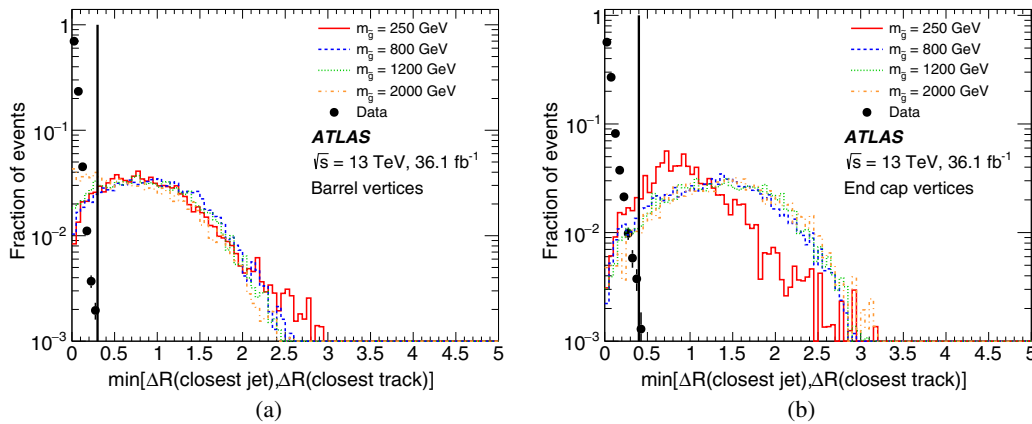 Fraction of events
1
10⁻¹
10⁻²
10⁻³
m_g̃ = 250 GeV
m_g̃ = 800 GeV
m_g̃ = 1200 GeV
m_g̃ = 2000 GeV
Data
ATLAS
√s = 13 TeV, 36.1 fb⁻¹
Barrel vertices
0 0.5 1 1.5 2 2.5 3 3.5 4 4.5 5
min[ΔR(closest jet),ΔR(closest track)]
(a)
Fraction of events
1
10⁻¹
10⁻²
10⁻³
m_g̃ = 250 GeV
m_g̃ = 800 GeV
m_g̃ = 1200 GeV
m_g̃ = 2000 GeV
Data
ATLAS
√s = 13 TeV, 36.1 fb⁻¹
End cap vertices
0 0.5 1 1.5 2 2.5 3 3.5 4 4.5 5
min[ΔR(closest jet),ΔR(closest track)]
(b)